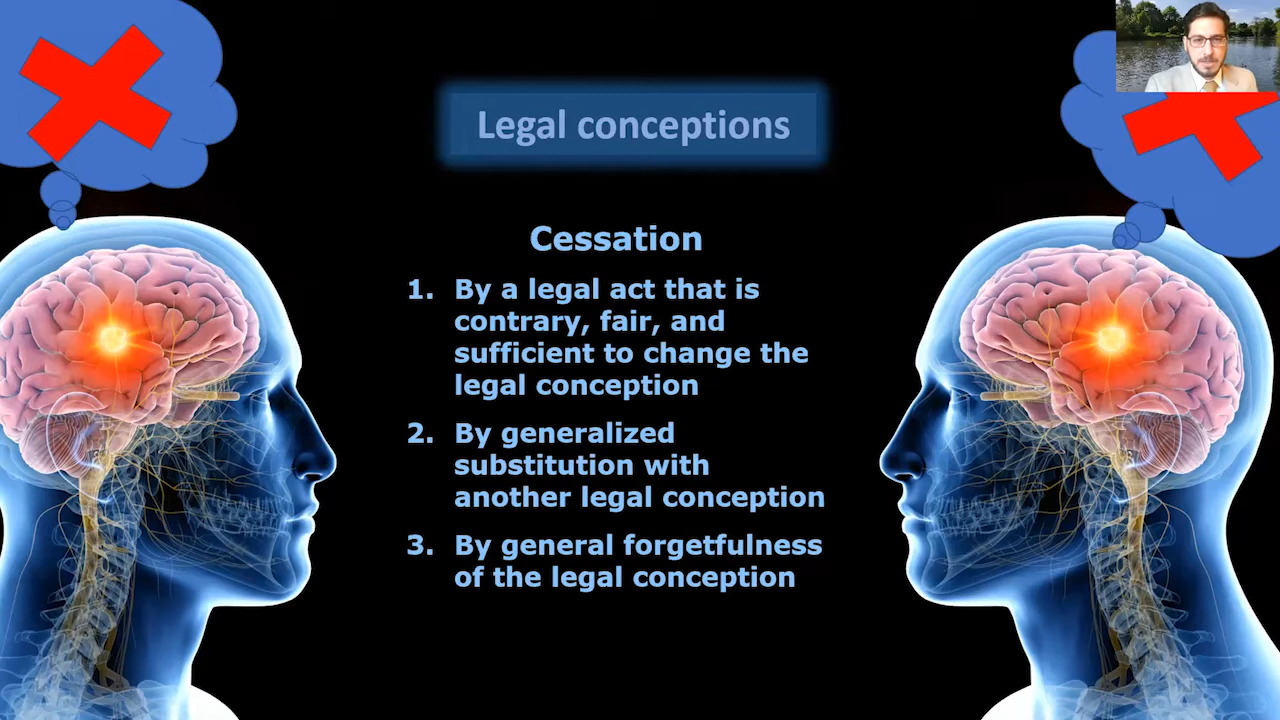 Legal conceptions
Cessation
1. By a legal act that is
contrary, fair, and
sufficient to change the
legal conception
2. By generalized
substitution with
another legal conception
3. By general forgetfulness
of the legal conception